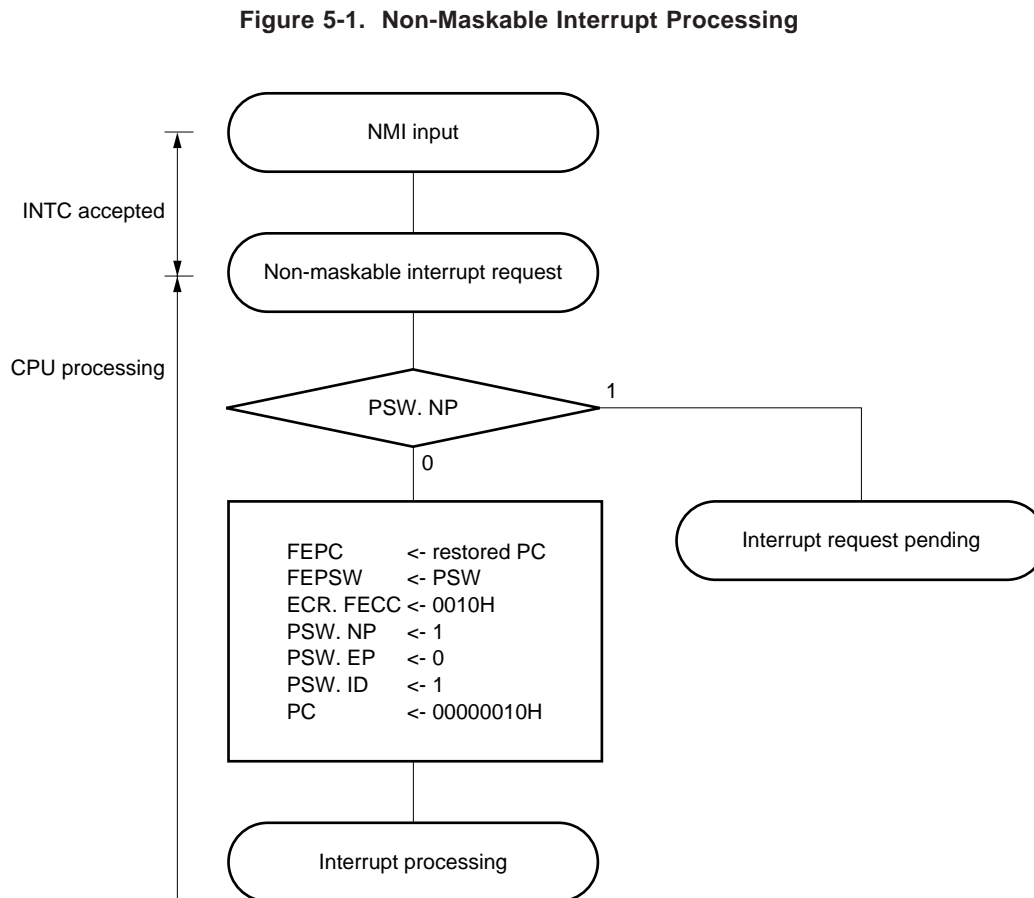 Figure 5-1. Non-Maskable Interrupt Processing
NMI input
INTC accepted
Non-maskable interrupt request
CPU processing
PSW. NP
1
0
FEPC <- restored PC
FEPSW <- PSW
ECR. FECC <- 0010H
PSW. NP <- 1
PSW. EP <- 0
PSW. ID <- 1
PC <- 00000010H
Interrupt request pending
Interrupt processing